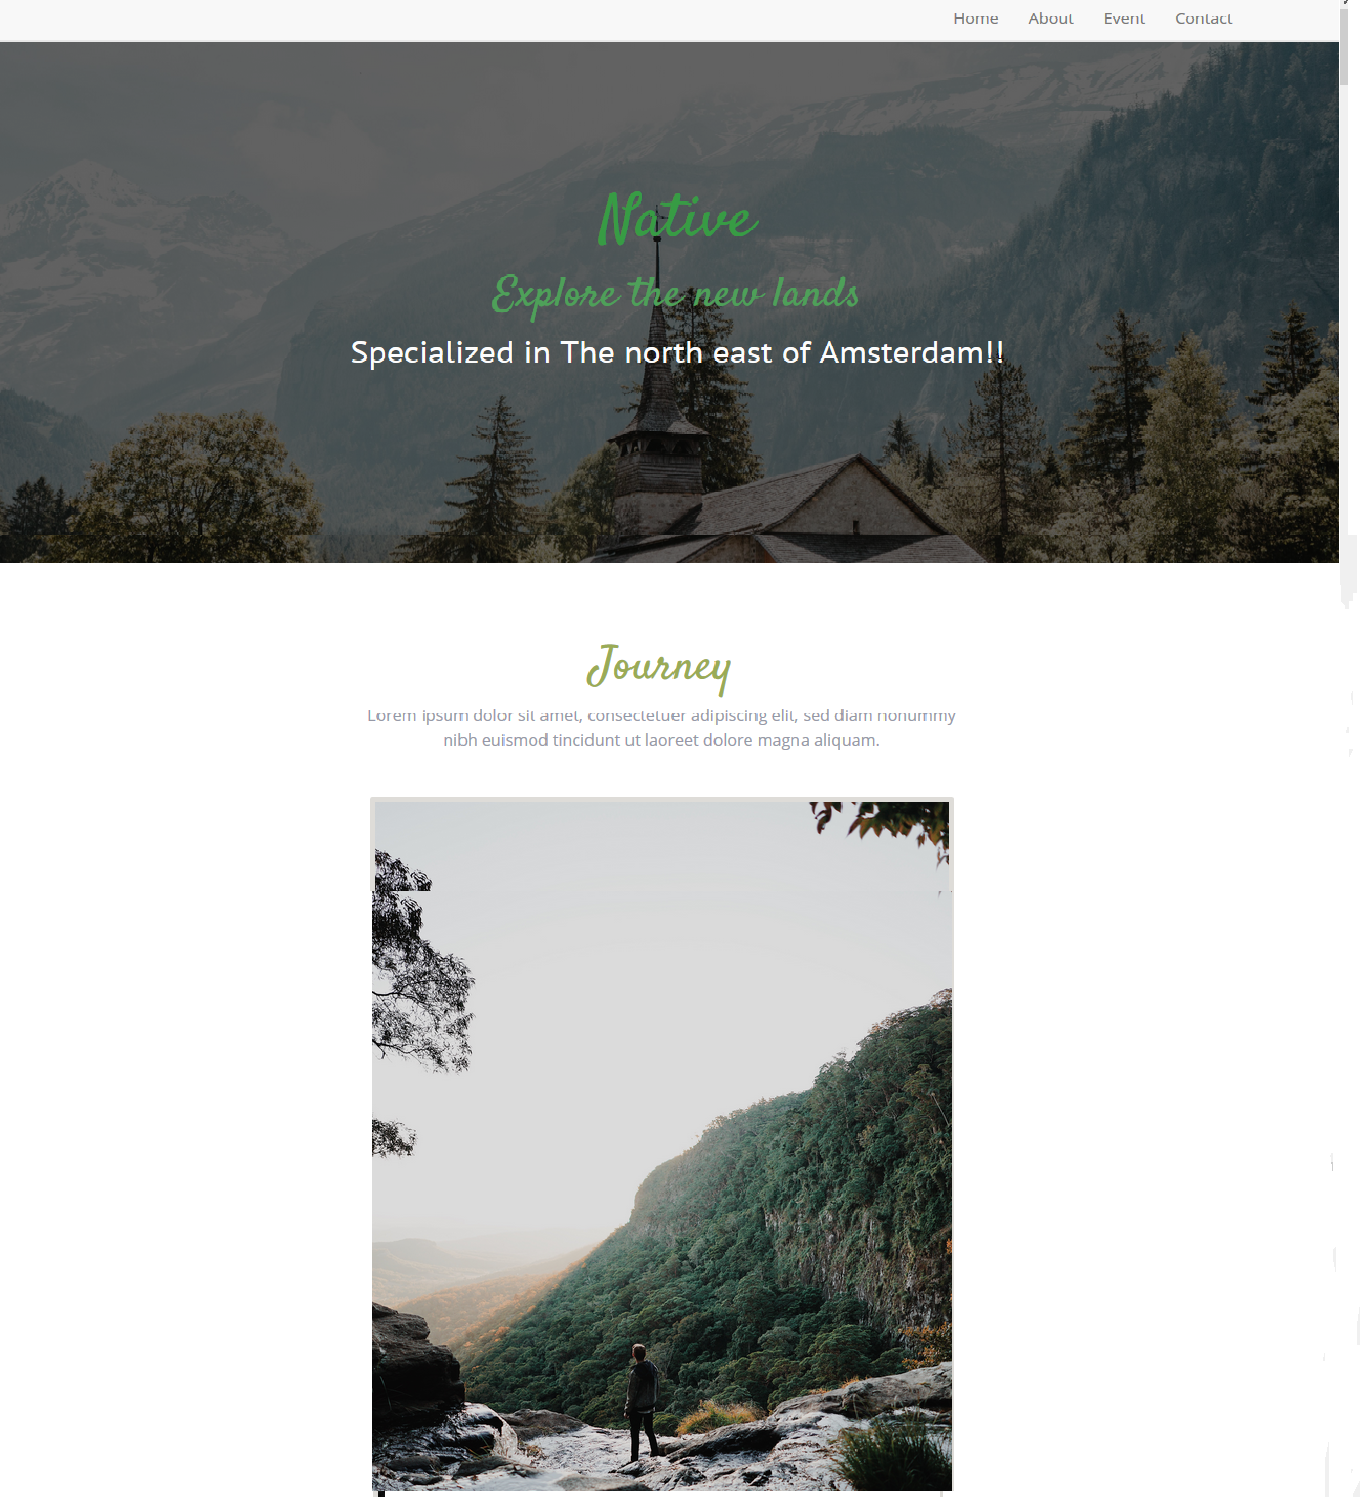 Home About Event Contact
Native
Explore the new lands
Specialized in The north east of Amsterdam!!
Journey
Lorem ipsum dolor sit amet, consectetuer adipiscing elit, sed diam nonummy
nibh euismod tincidunt ut laoreet dolore magna aliquam.